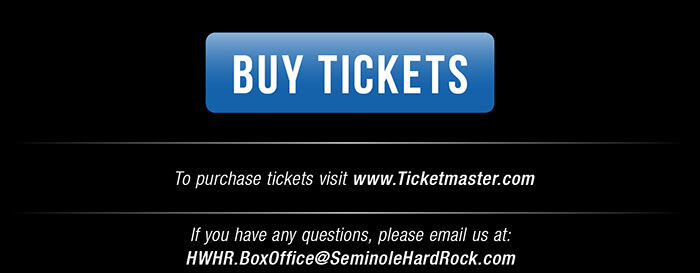 BUY TICKETS
To purchase tickets visit www.Ticketmaster.com
If you have any questions, please email us at:
HWHR.BoxOffice@SeminoleHardRock.com